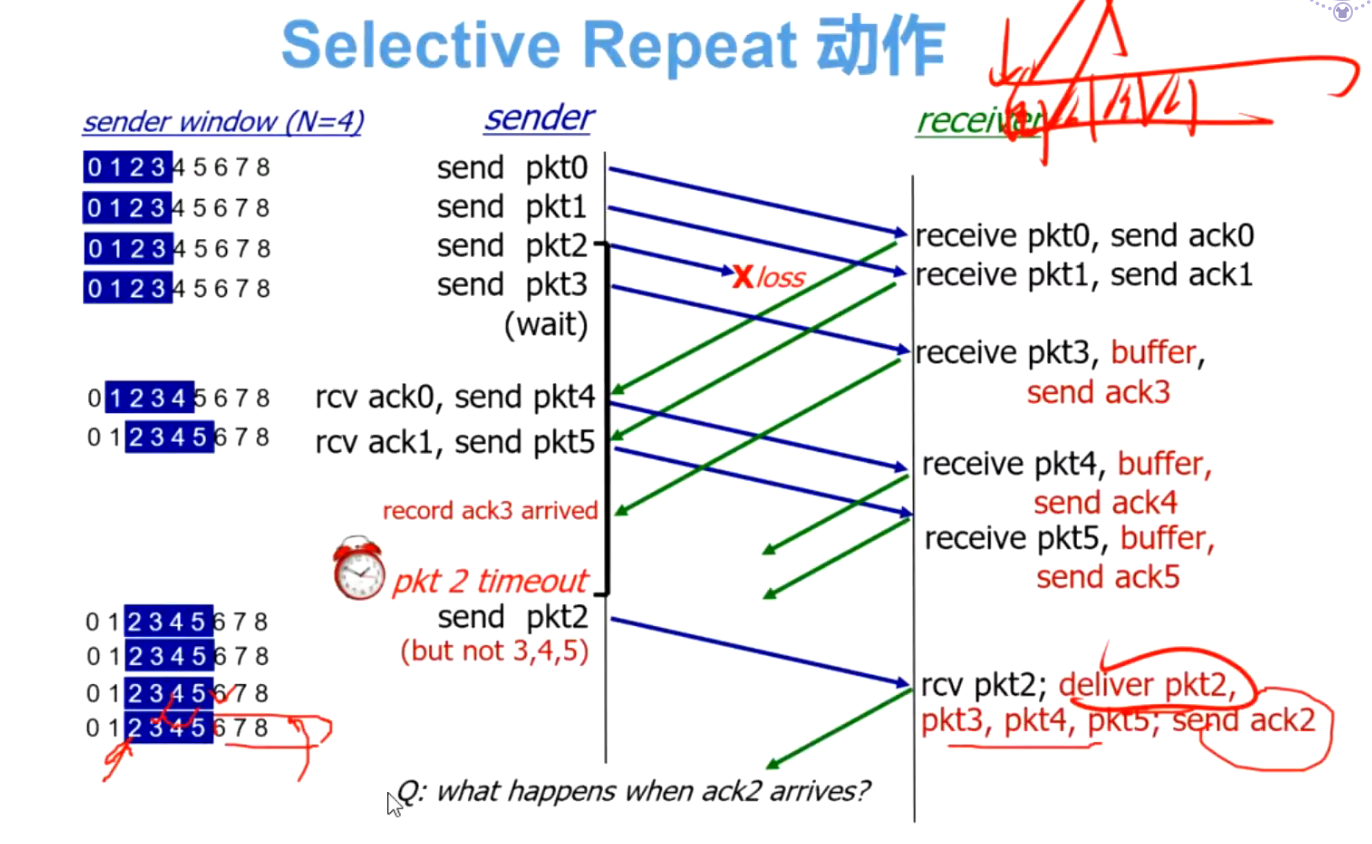 Selective Repeat 动作
sender window (N=4)
sender
receiver
0 1 2 3 4 5 6 7 8
send pkt0
0 1 2 3 4 5 6 7 8
send pkt1
0 1 2 3 4 5 6 7 8
send pkt2
0 1 2 3 4 5 6 7 8
send pkt3
(wait)
X loss
receive pkt0, send ack0
receive pkt1, send ack1
receive pkt3, buffer,
send ack3
0 1 2 3 4 5 6 7 8
rcv ack0, send pkt4
0 1 2 3 4 5 6 7 8
rcv ack1, send pkt5
receive pkt4, buffer,
send ack4
record ack3 arrived
receive pkt5, buffer,
send ack5
pkt 2 timeout
0 1 2 3 4 5 6 7 8
send pkt2
0 1 2 3 4 5 6 7 8
(but not 3,4,5)
0 1 2 3 4 5 6 7 8
rcv pkt2; deliver pkt2,
0 1 2 3 4 5 6 7 8
pkt3, pkt4, pkt5; send ack2
Q: what happens when ack2 arrives?